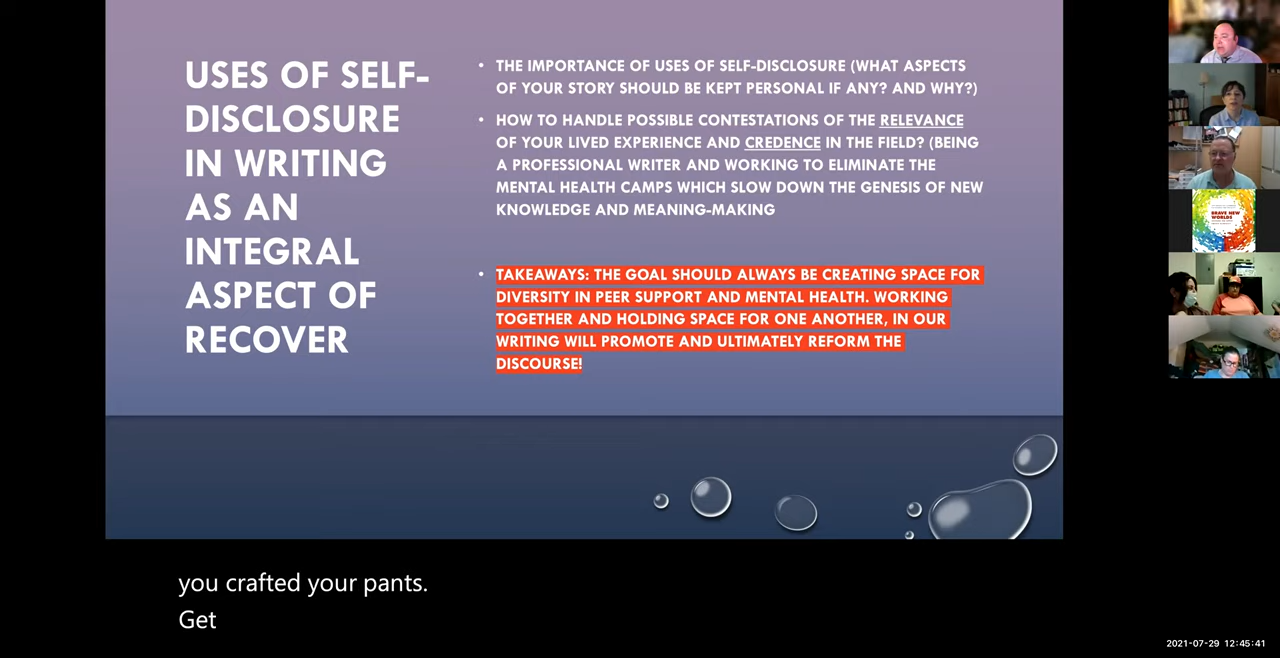 USES OF SELF-
DISCLOSURE
IN WRITING
AS AN
INTEGRAL
ASPECT OF
RECOVER
• THE IMPORTANCE OF USES OF SELF-DISCLOSURE (WHAT ASPECTS
OF YOUR STORY SHOULD BE KEPT PERSONAL IF ANY? AND WHY?)
• HOW TO HANDLE POSSIBLE CONTESTATIONS OF THE RELEVANCE
OF YOUR LIVED EXPERIENCE AND CREDENCE IN THE FIELD? (BEING
A PROFESSIONAL WRITER AND WORKING TO ELIMINATE THE
MENTAL HEALTH CAMPS WHICH SLOW DOWN THE GENESIS OF NEW
KNOWLEDGE AND MEANING-MAKING
• TAKEAWAYS: THE GOAL SHOULD ALWAYS BE CREATING SPACE FOR
DIVERSITY IN PEER SUPPORT AND MENTAL HEALTH. WORKING
TOGETHER AND HOLDING SPACE FOR ONE ANOTHER, IN OUR
WRITING WILL PROMOTE AND ULTIMATELY REFORM THE
DISCOURSE!
BRAVE NEW
WORLDS
you crafted your pants.
Get
2021-07-29 12:45:41